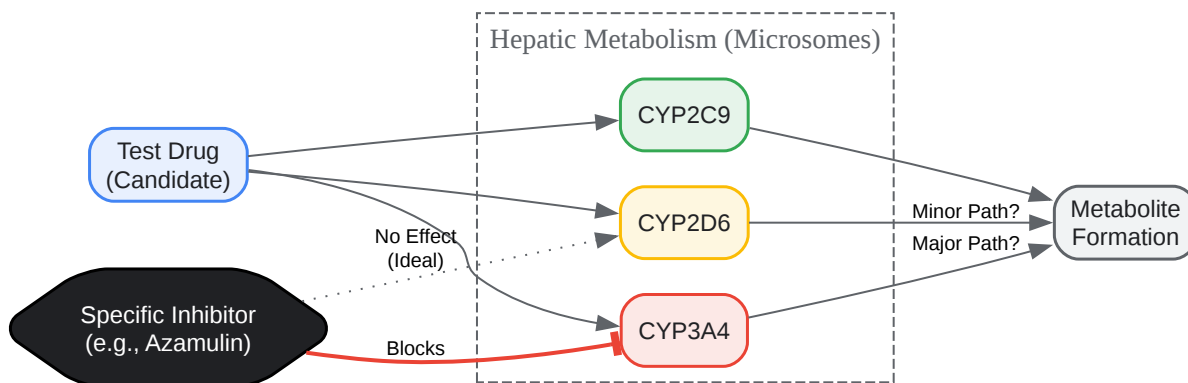 Hepatic Metabolism (Microsomes)
CYP2C9
Test Drug
(Candidate)
CYP2D6
Minor Path?
Metabolite
Formation
Major Path?
No Effect
(Ideal)
Specific Inhibitor
(e.g., Azamulin)
Blocks
CYP3A4